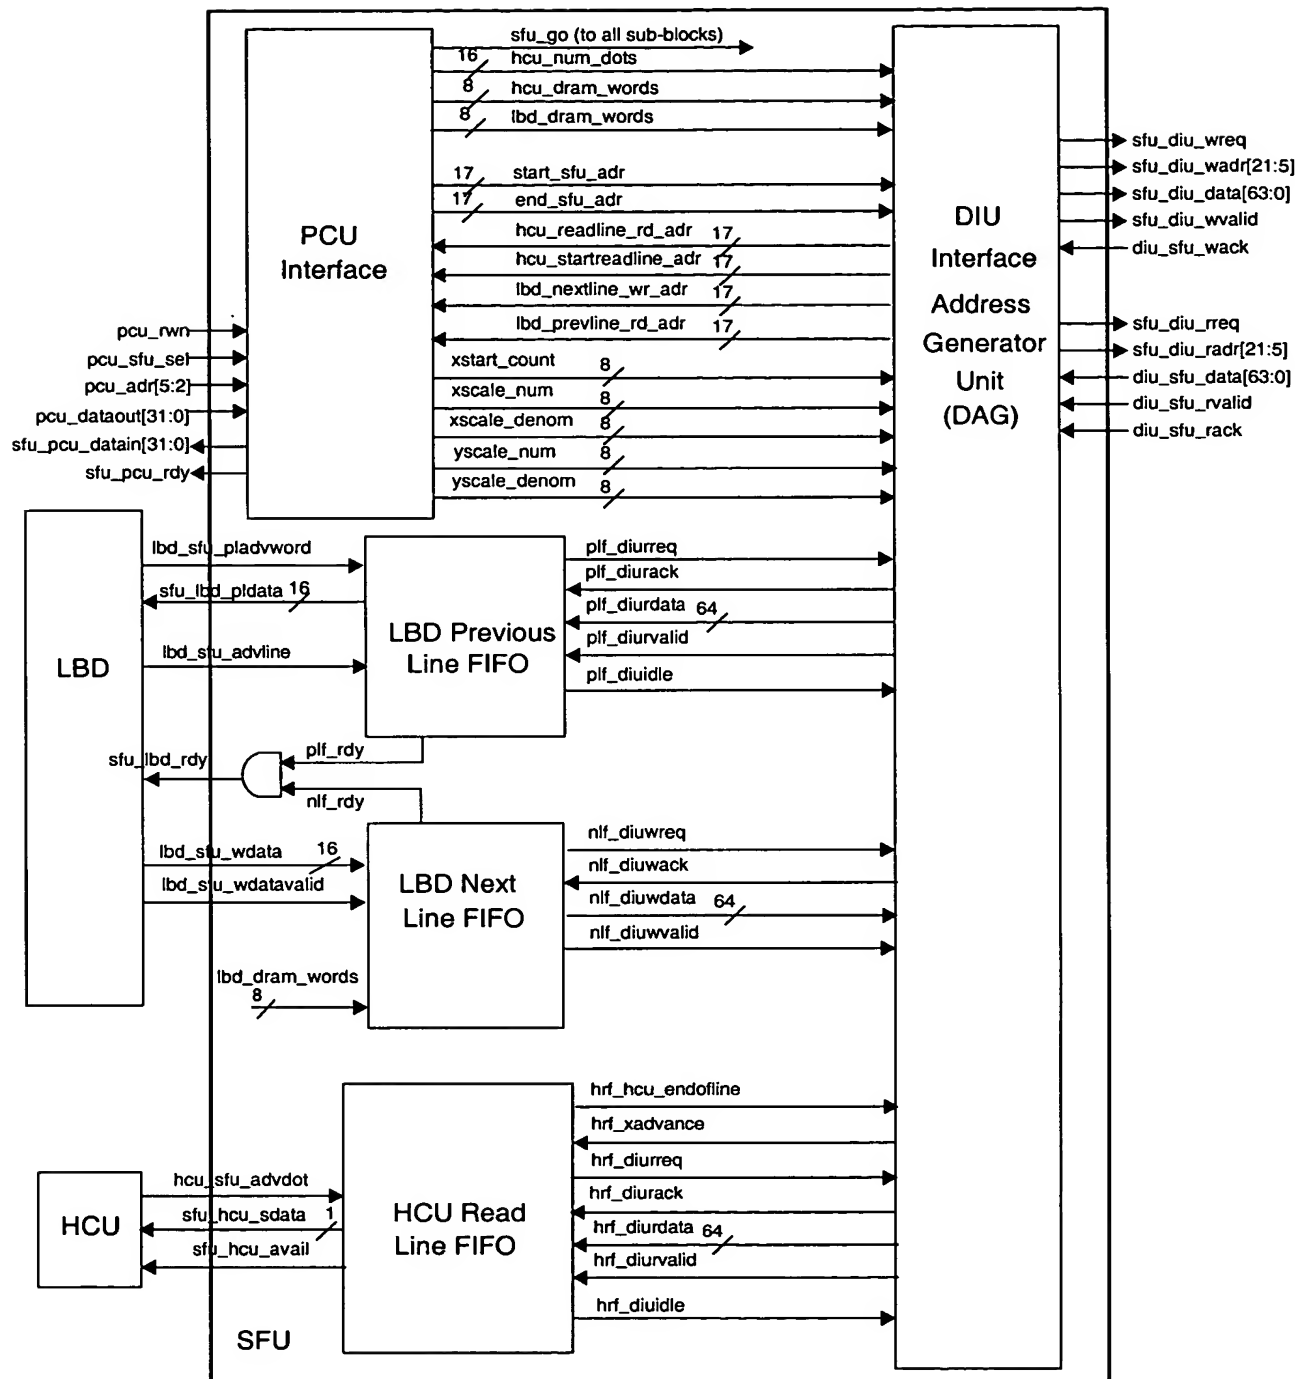 sfu_go (to all sub-blocks)
16 hcu_num_dots
8 hcu_dram_words
8 lbd_dram_words
17 start_sfu_adr
17 end_sfu_adr
hcu_readline_rd_adr 17
hcu_startreadline_adr 17
lbd_nextline_wr_adr 17
lbd_prevline_rd_adr 17
xstart_count 8
xscale_num 8
xscale_denom 8
yscale_num 8
yscale_denom 8
PCU
Interface
pcu_rwn
pcu_sfu_sel
pcu_adr[5:2]
pcu_dataout[31:0]
sfu_pcu_datain[31:0]
sfu_pcu_rdy
DIU
Interface
Address
Generator
Unit
(DAG)
sfu_diu_wreq
sfu_diu_wadr[21:5]
sfu_diu_data[63:0]
sfu_diu_wvalid
diu_sfu_wack
sfu_diu_rreq
sfu_diu_radr[21:5]
diu_sfu_data[63:0]
diu_sfu_rvalid
diu_sfu_rack
LBD
lbd_sfu_pladvword
sfu_lbd_pldata 16
lbd_sfu_advline
LBD Previous
Line FIFO
plf_diurreq
plf_diurack
plf_diurdata 64
plf_diurvalid
plf_diuidle
plf_rdy
sfu_lbd_rdy
nlf_rdy
lbd_sfu_wdata 16
lbd_sfu_wdatavalid
lbd_dram_words
8
LBD Next
Line FIFO
nlf_diuwreq
nlf_diuwack
nlf_diuwdata 64
nlf_diuwvalid
HCU
hcu_sfu_advdot
sfu_hcu_sdata 1
sfu_hcu_avail
HCU Read
Line FIFO
hrf_hcu_endofline
hrf_xadvance
hrf_diurreq
hrf_diurack
hrf_diurdata 64
hrf_diurvalid
hrf_diuidle
SFU